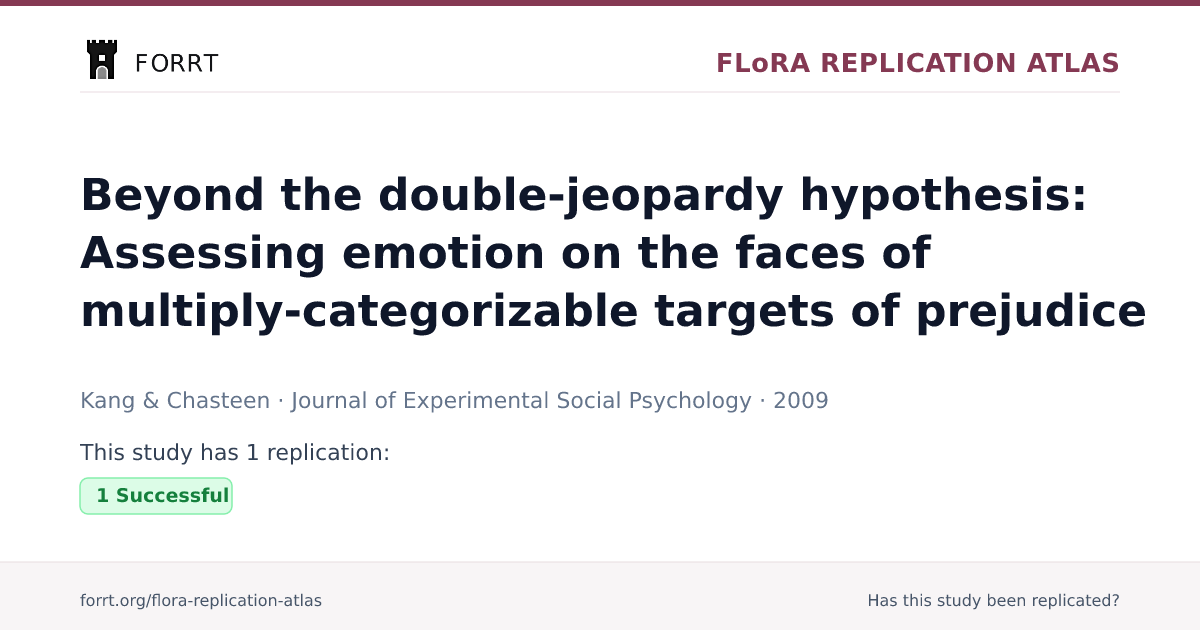 FORRT
FLoRA REPLICATION ATLAS
Beyond the double-jeopardy hypothesis:
Assessing emotion on the faces of
multiply-categorizable targets of prejudice
Kang & Chasteen · Journal of Experimental Social Psychology · 2009
This study has 1 replication:
1 Successful
forrt.org/flora-replication-atlas
Has this study been replicated?